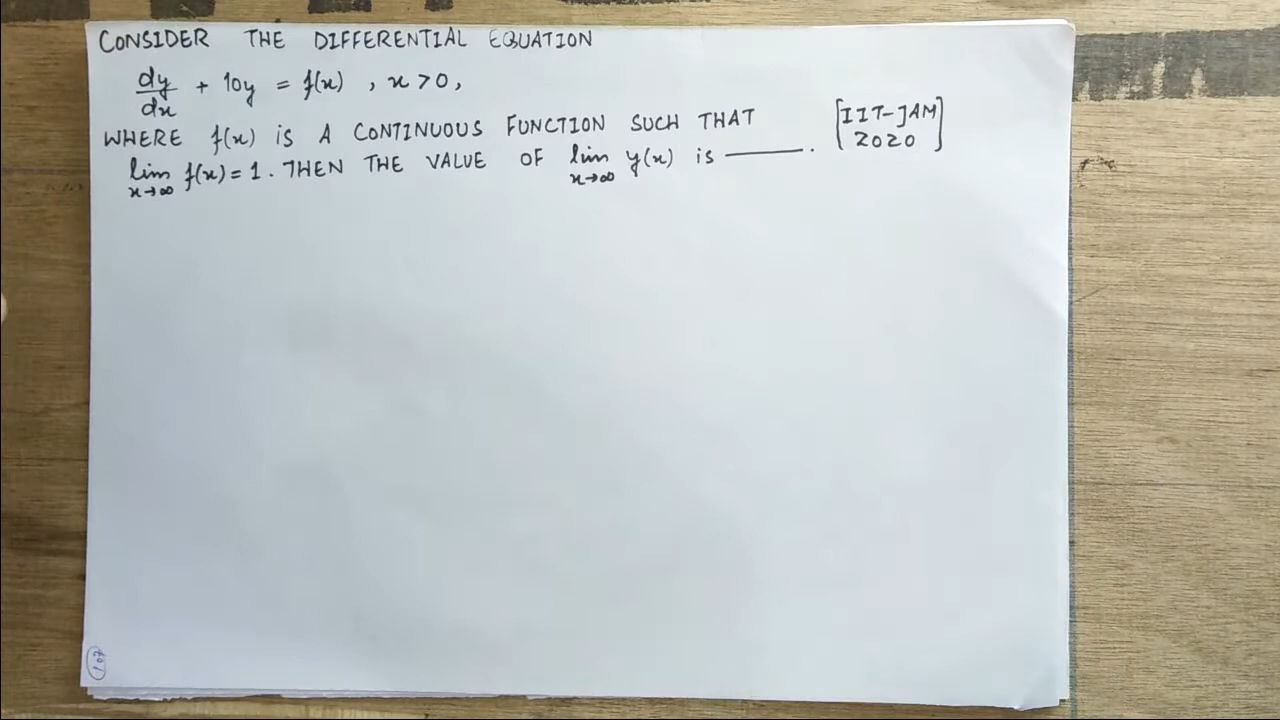 CONSIDER THE DIFFERENTIAL EQUATION
dy/dx + 10y = f(x) , x > 0,
WHERE f(x) IS A CONTINUOUS FUNCTION SUCH THAT [IIT-JAM 2020]
lim x→∞ f(x) = 1 . THEN THE VALUE OF lim x→∞ y(x) is ——— .